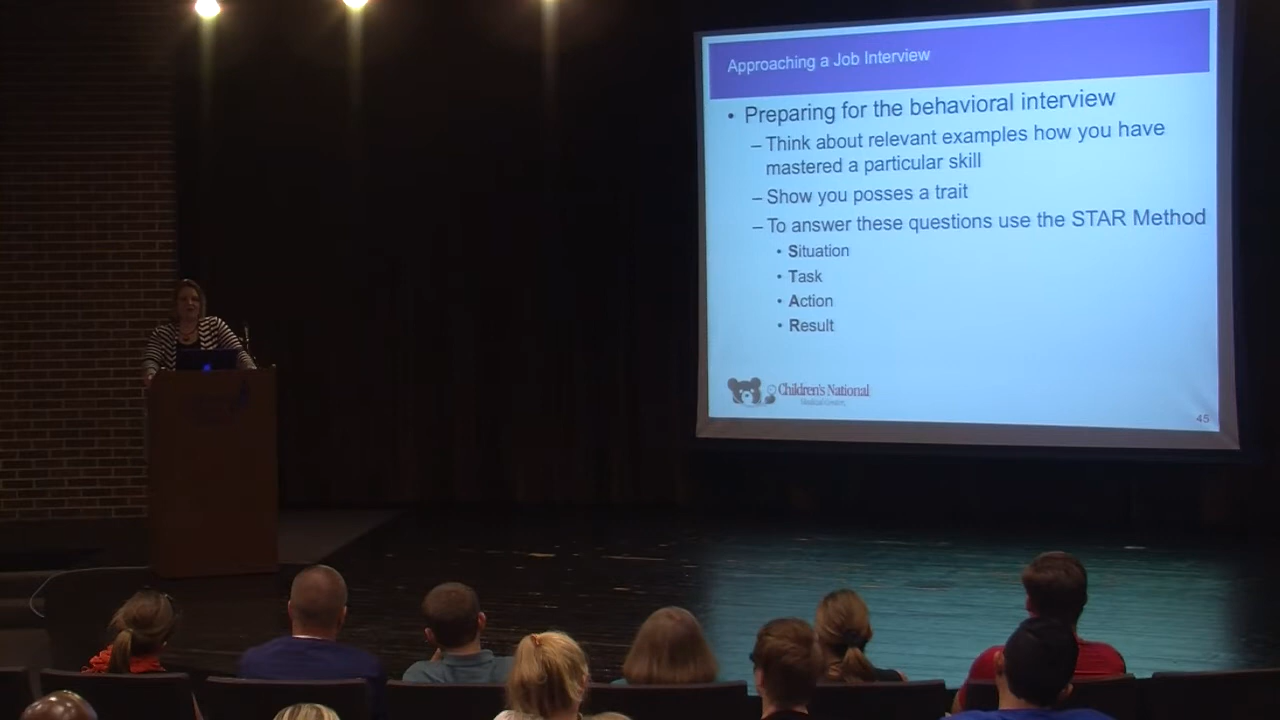 Approaching a Job Interview
• Preparing for the behavioral interview
– Think about relevant examples how you have
mastered a particular skill
– Show you posses a trait
– To answer these questions use the STAR Method
• Situation
• Task
• Action
• Result
Children's National
45